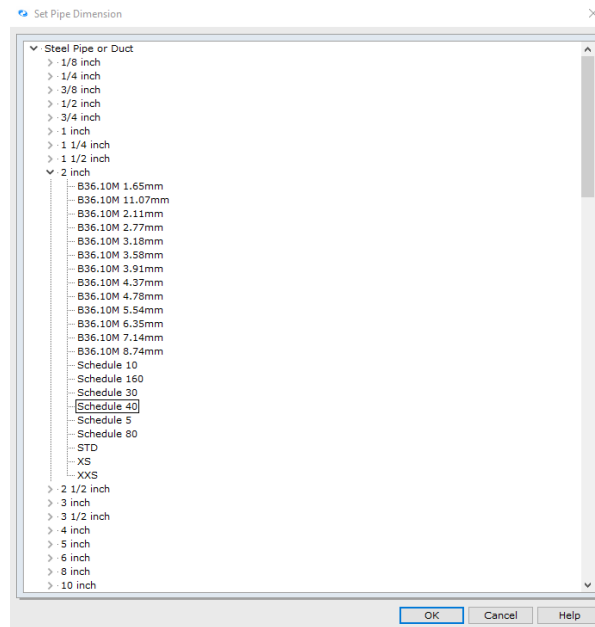 Set Pipe Dimension
Steel Pipe or Duct
1/8 inch
1/4 inch
3/8 inch
1/2 inch
3/4 inch
1 inch
1 1/4 inch
1 1/2 inch
2 inch
B36.10M 1.65mm
B36.10M 11.07mm
B36.10M 2.11mm
B36.10M 2.77mm
B36.10M 3.18mm
B36.10M 3.58mm
B36.10M 3.91mm
B36.10M 4.37mm
B36.10M 4.78mm
B36.10M 5.54mm
B36.10M 6.35mm
B36.10M 7.14mm
B36.10M 8.74mm
Schedule 10
Schedule 160
Schedule 30
Schedule 40
Schedule 5
Schedule 80
STD
XS
XXS
2 1/2 inch
3 inch
3 1/2 inch
4 inch
5 inch
6 inch
8 inch
10 inch
OK Cancel Help